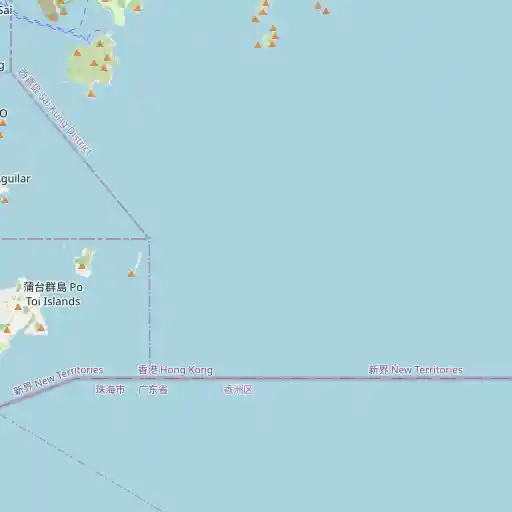 Sai
g
西貢區 Sai Kung District
O
guilar
蒲台群島 Po
Toi Islands
新界 New Territories
香港 Hong Kong
新界 New Territories
珠海市
广东省
香洲区